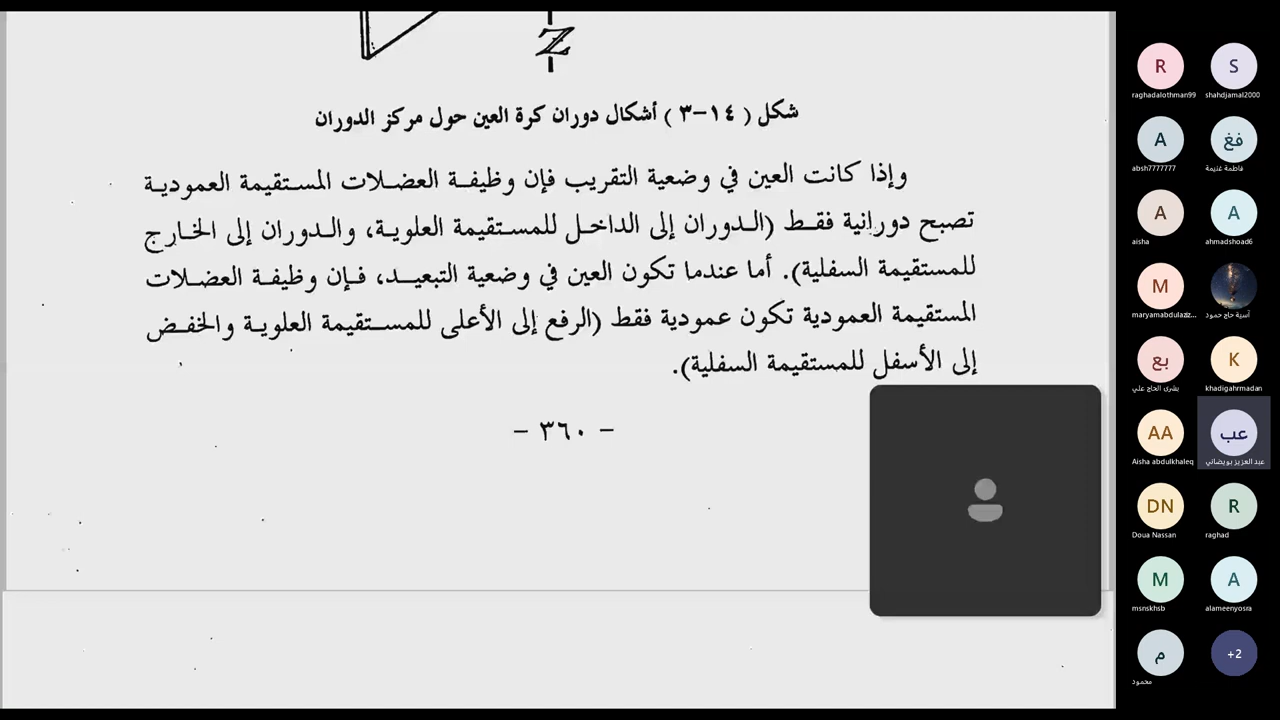 Z
شكل ( ١٤-٣ ) أشكال دوران كرة العين حول مركز الدوران
وإذا كانت العين في وضعية التقريب فإن وظيفة العضلات المستقيمة العمودية
تصبح دورانية فقط (الدوران إلى الداخل للمستقيمة العلوية، والدوران إلى الخارج
للمستقيمة السفلية). أما عندما تكون العين في وضعية التبعيد، فإن وظيفة العضلات
المستقيمة العمودية تكون عمودية فقط (الرفع إلى الأعلى للمستقيمة العلوية والخفض
إلى الأسفل للمستقيمة السفلية).
- ٣٦٠ -
R
raghadalothman99
S
shahdjamal2000
A
absh7777777
فغ
فاطمة غنيمة
A
aisha
A
ahmadshoad6
M
maryamabdulaziz...
آسية حاج حمود
بع
بشرى الحاج علي
K
khadigahrmadan
AA
Aisha abdulkhaleq
عب
عبد العزيز بويضاني
DN
Doua Nassan
R
raghad
M
msnskhsb
A
alameenyosra
م
محمود
+2